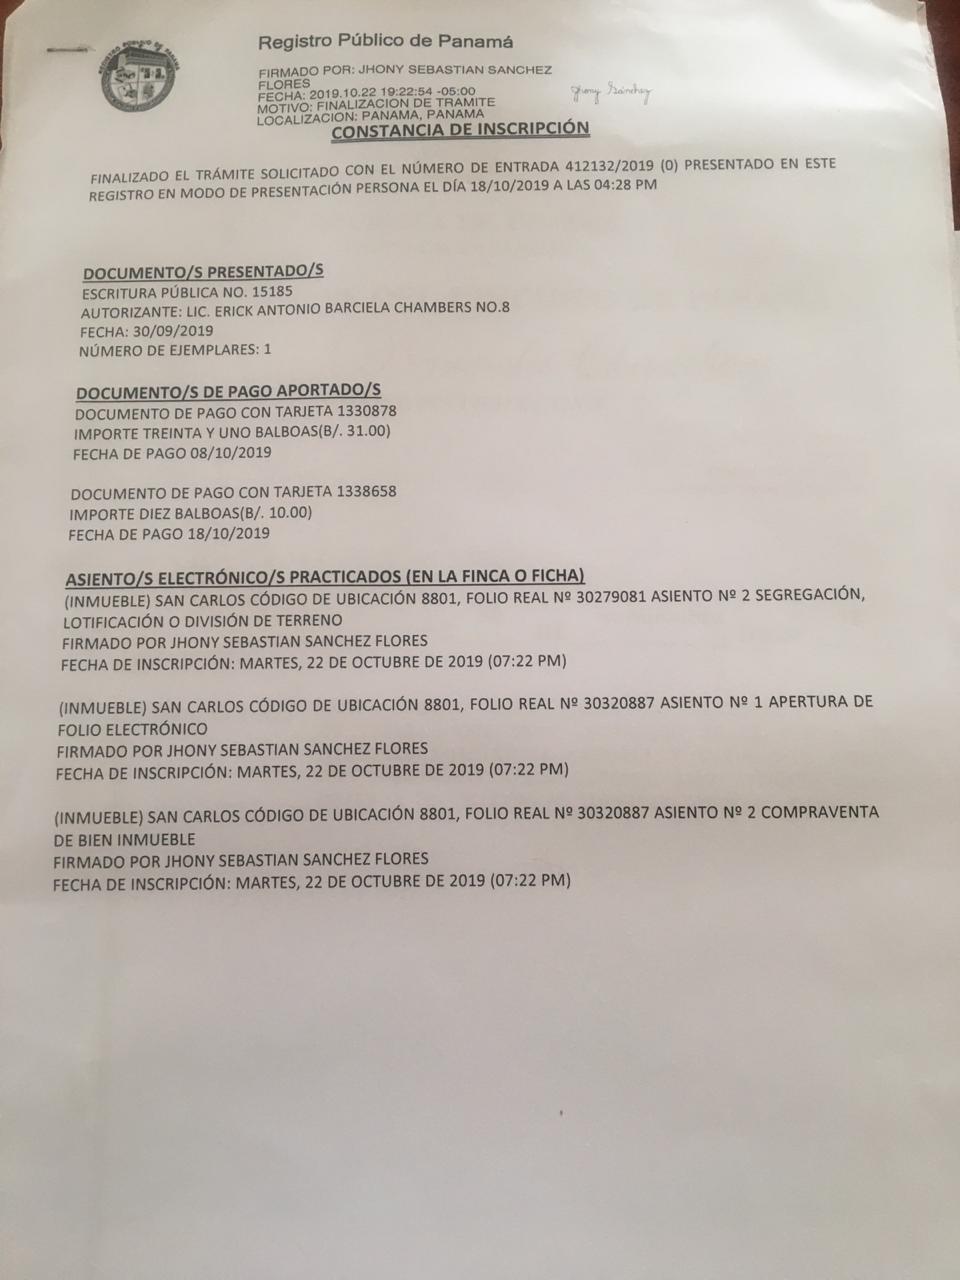 Registro Público de Panamá
FIRMADO POR: JHONY SEBASTIAN SANCHEZ
FLORES
FECHA: 2019.10.22 19:22:54 -05:00
MOTIVO: FINALIZACION DE TRAMITE
LOCALIZACION: PANAMA, PANAMA
Jhony Sánchez
CONSTANCIA DE INSCRIPCIÓN
FINALIZADO EL TRÁMITE SOLICITADO CON EL NÚMERO DE ENTRADA 412132/2019 (0) PRESENTADO EN ESTE
REGISTRO EN MODO DE PRESENTACIÓN PERSONA EL DÍA 18/10/2019 A LAS 04:28 PM
DOCUMENTO/S PRESENTADO/S
ESCRITURA PÚBLICA NO. 15185
AUTORIZANTE: LIC. ERICK ANTONIO BARCIELA CHAMBERS NO.8
FECHA: 30/09/2019
NÚMERO DE EJEMPLARES: 1
DOCUMENTO/S DE PAGO APORTADO/S
DOCUMENTO DE PAGO CON TARJETA 1330878
IMPORTE TREINTA Y UNO BALBOAS(B/. 31.00)
FECHA DE PAGO 08/10/2019
DOCUMENTO DE PAGO CON TARJETA 1338658
IMPORTE DIEZ BALBOAS(B/. 10.00)
FECHA DE PAGO 18/10/2019
ASIENTO/S ELECTRÓNICO/S PRACTICADOS (EN LA FINCA O FICHA)
(INMUEBLE) SAN CARLOS CÓDIGO DE UBICACIÓN 8801, FOLIO REAL Nº 30279081 ASIENTO Nº 2 SEGREGACIÓN,
LOTIFICACIÓN O DIVISIÓN DE TERRENO
FIRMADO POR JHONY SEBASTIAN SANCHEZ FLORES
FECHA DE INSCRIPCIÓN: MARTES, 22 DE OCTUBRE DE 2019 (07:22 PM)
(INMUEBLE) SAN CARLOS CÓDIGO DE UBICACIÓN 8801, FOLIO REAL Nº 30320887 ASIENTO Nº 1 APERTURA DE
FOLIO ELECTRÓNICO
FIRMADO POR JHONY SEBASTIAN SANCHEZ FLORES
FECHA DE INSCRIPCIÓN: MARTES, 22 DE OCTUBRE DE 2019 (07:22 PM)
(INMUEBLE) SAN CARLOS CÓDIGO DE UBICACIÓN 8801, FOLIO REAL Nº 30320887 ASIENTO Nº 2 COMPRAVENTA
DE BIEN INMUEBLE
FIRMADO POR JHONY SEBASTIAN SANCHEZ FLORES
FECHA DE INSCRIPCIÓN: MARTES, 22 DE OCTUBRE DE 2019 (07:22 PM)